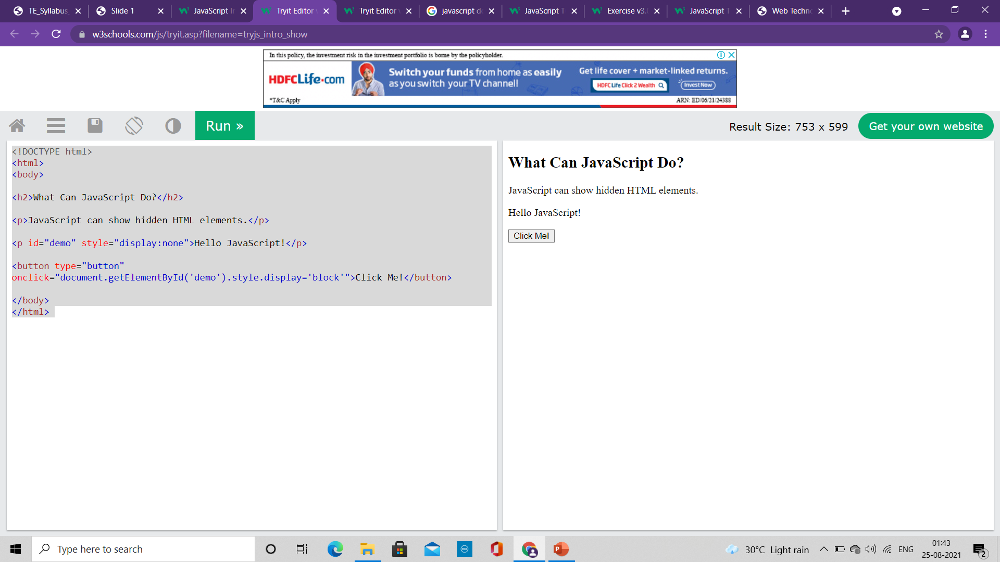 TE_Syllabus_
Slide 1
JavaScript In
Tryit Editor v
Tryit Editor v
javascript do
JavaScript T
Exercise v3.0
JavaScript T
Web Techno
w3schools.com/js/tryit.asp?filename=tryjs_intro_show
In this policy, the investment risk in the investment portfolio is borne by the policyholder.
HDFCLife.com
Switch your funds from home as easily
as you switch your TV channel!
Get life cover + market-linked returns.
HDFC Life Click 2 Wealth
Invest Now
*T&C Apply
ARN: ED/06/21/24388
Run »
Result Size: 753 x 599
Get your own website
<!DOCTYPE html>
<html>
<body>
<h2>What Can JavaScript Do?</h2>
<p>JavaScript can show hidden HTML elements.</p>
<p id="demo" style="display:none">Hello JavaScript!</p>
<button type="button"
onclick="document.getElementById('demo').style.display='block'">Click Me!</button>
</body>
</html>
What Can JavaScript Do?
JavaScript can show hidden HTML elements.
Hello JavaScript!
Click Me!
Type here to search
30°C Light rain
ENG
01:43
25-08-2021
2